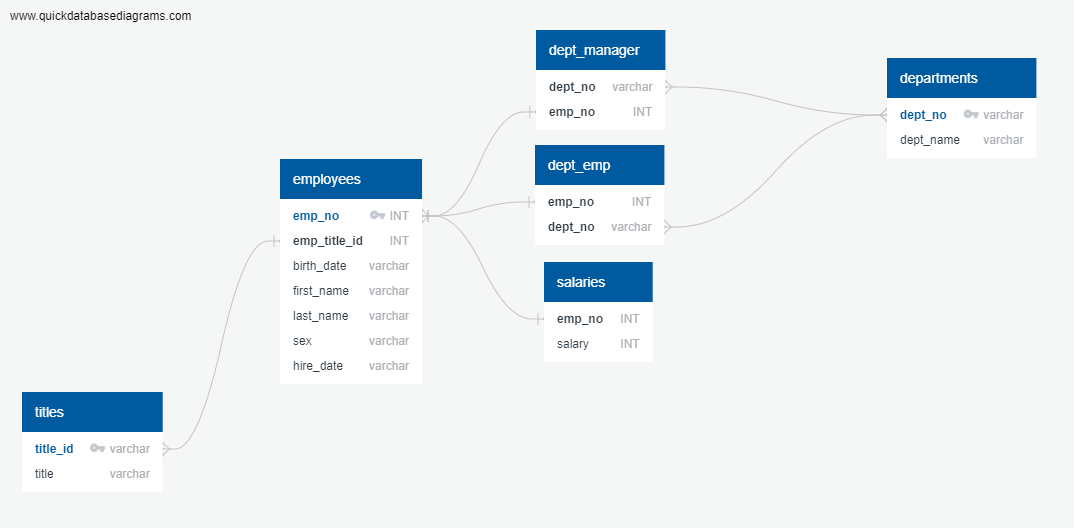 www.quickdatabasediagrams.com
dept_manager
dept_no varchar
emp_no INT
departments
dept_no varchar
dept_name varchar
dept_emp
emp_no INT
dept_no varchar
employees
emp_no INT
emp_title_id INT
birth_date varchar
first_name varchar
last_name varchar
sex varchar
hire_date varchar
salaries
emp_no INT
salary INT
titles
title_id varchar
title varchar